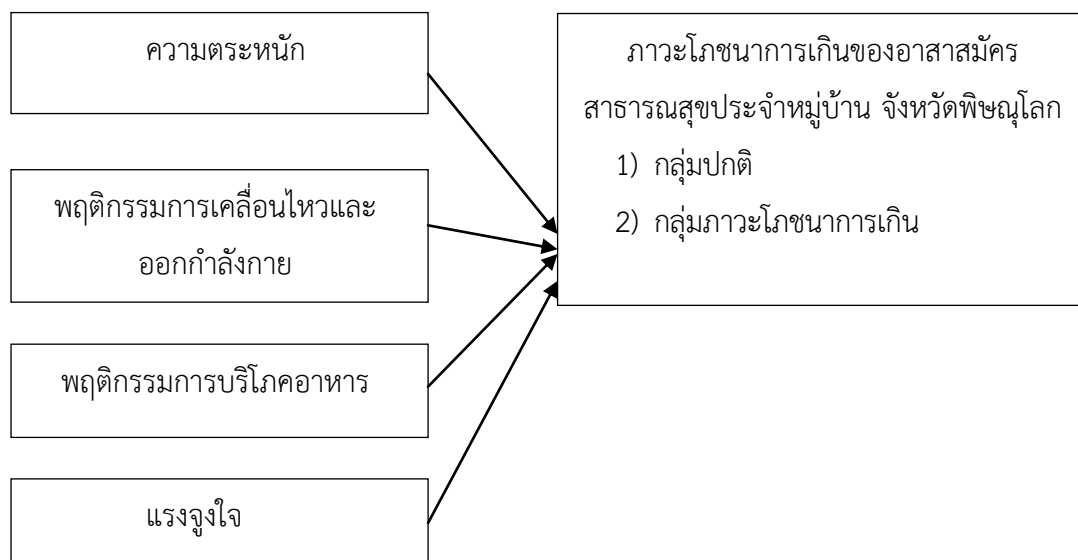 ความตระหนัก
พฤติกรรมการเคลื่อนไหวและ
ออกกำลังกาย
พฤติกรรมการบริโภคอาหาร
แรงจูงใจ
ภาวะโภชนาการเกินของอาสาสมัคร
สาธารณสุขประจำหมู่บ้าน จังหวัดพิษณุโลก
1) กลุ่มปกติ
2) กลุ่มภาวะโภชนาการเกิน